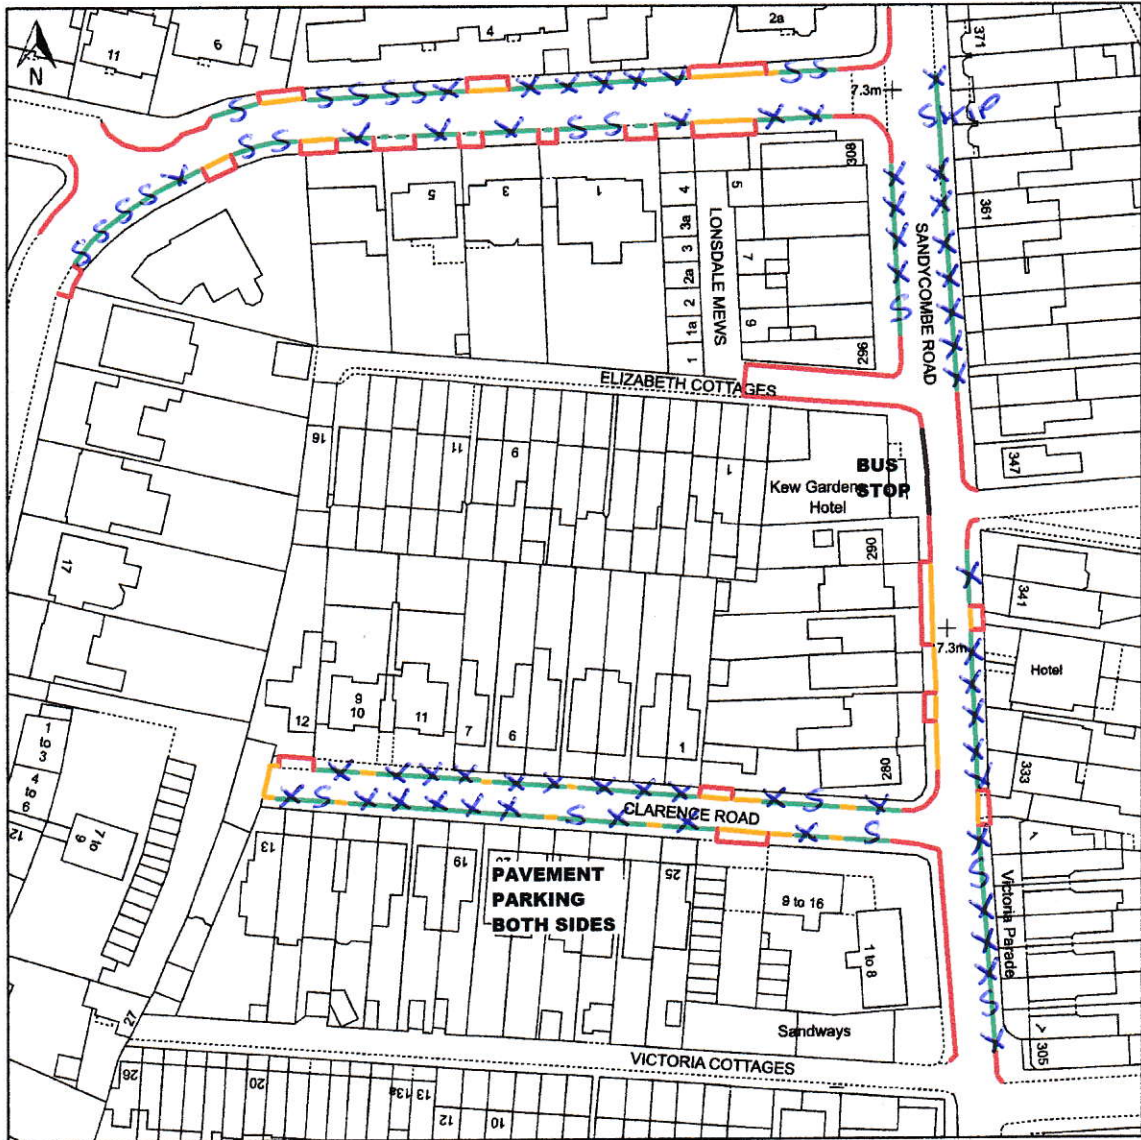 11
6
4
2a
371
N
7.3m
SKIP
308
5
3
1
4
5
361
3a
3
7
2a
2
1a
9
1
LONSDALE MEWS
SANDYCOMBE ROAD
296
ELIZABETH COTTAGES
16
11
9
1
347
BUS
STOP
Kew Gardens
Hotel
290
17
341
7.3m
Hotel
9
10
12
11
7
6
1
280
333
1
to
3
4
to
6
7 to
9
12
CLARENCE ROAD
13
19
25
PAVEMENT
PARKING
BOTH SIDES
9 to 16
1 to 8
Victoria Parade
1
Sandways
27
VICTORIA COTTAGES
305
26
20
13a
13
12
10
S S S S S X X X X X X S S
S S X X X S S X X X
S S S S X
X X X X S
X X X X X X X X
X X X X X X
X S X X X S X
X X X X X X X X X X S X
X S X X X X X S X X X S